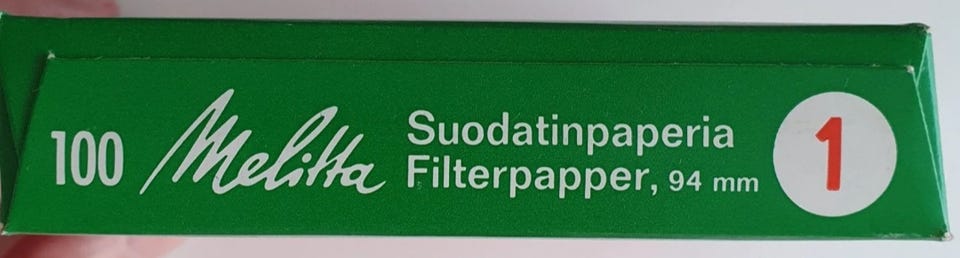 100 Melitta
Suodatinpaperia
Filterpapper, 94 mm
1